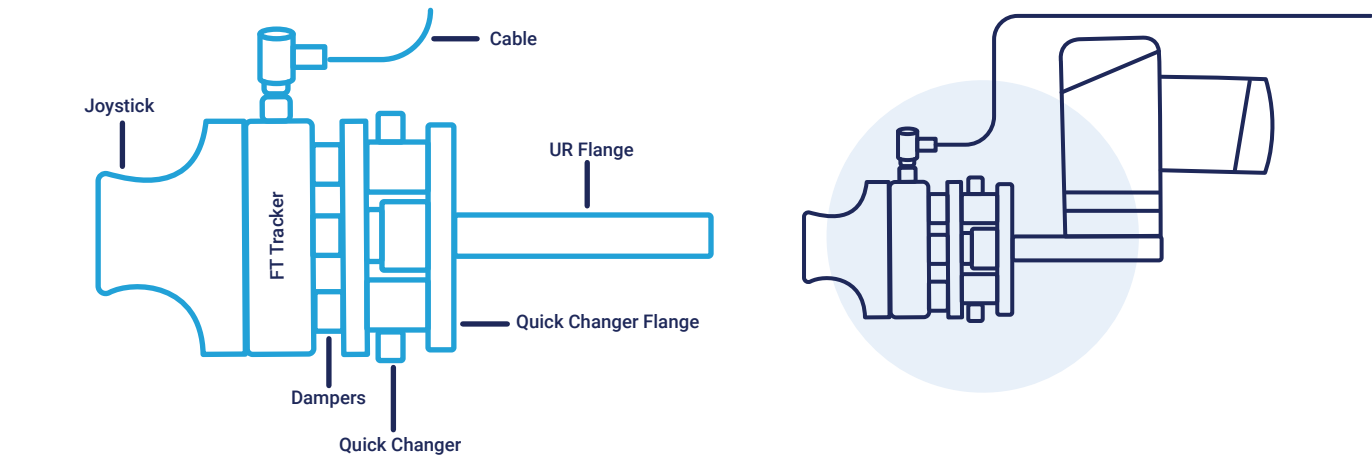 Cable
Joystick
UR Flange
FT Tracker
Quick Changer Flange
Dampers
Quick Changer